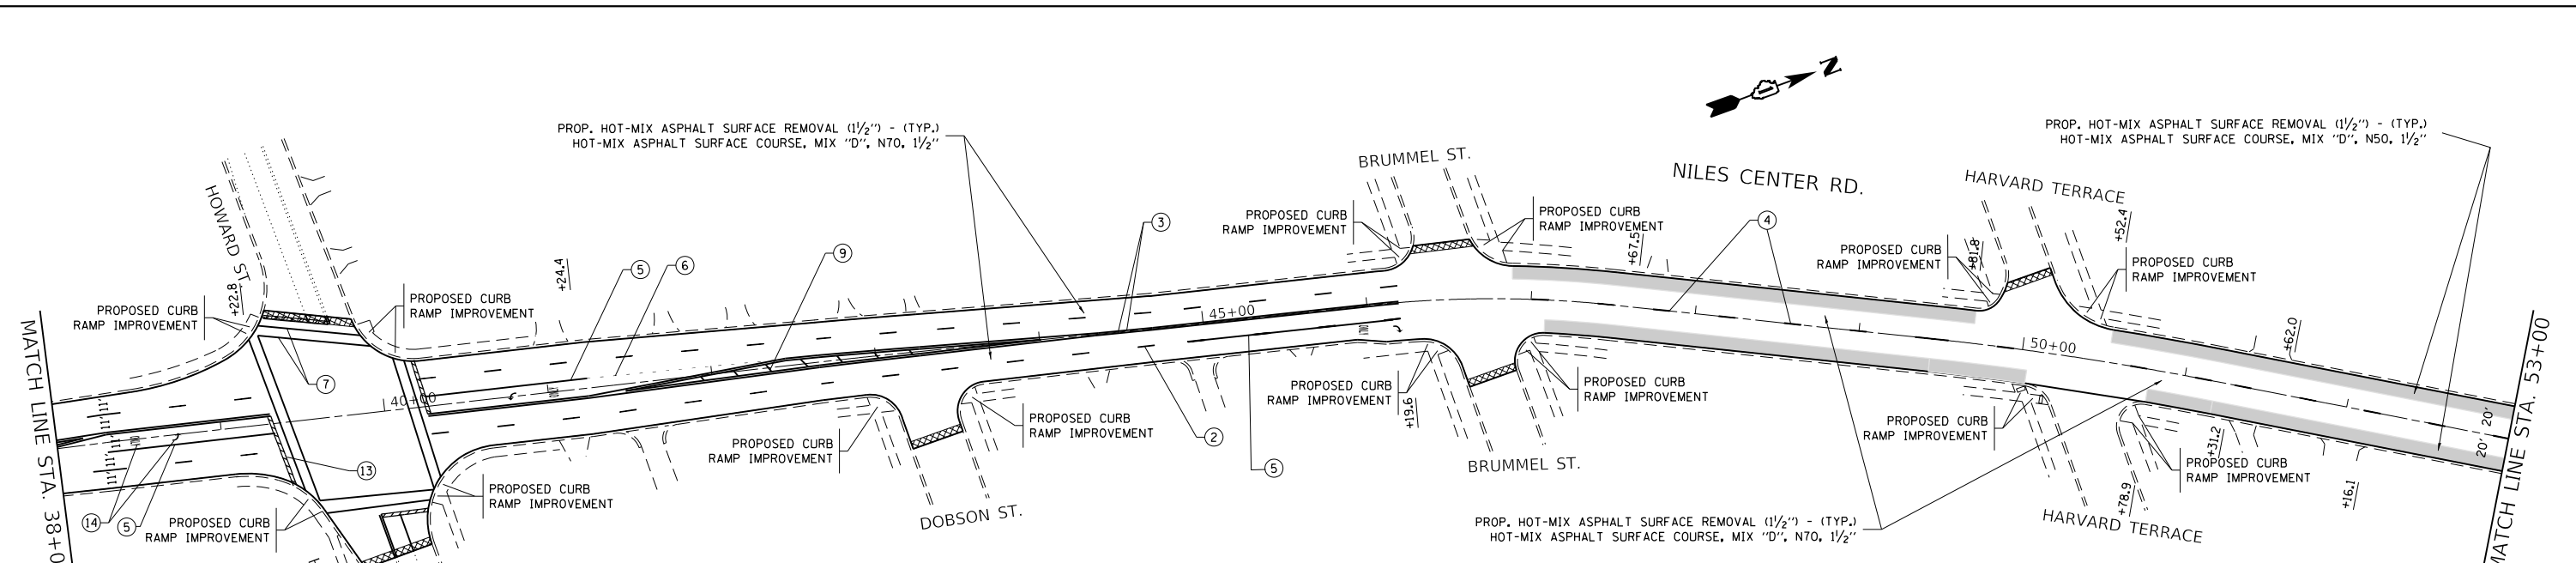 N
PROP. HOT-MIX ASPHALT SURFACE REMOVAL (1½") - (TYP.)
HOT-MIX ASPHALT SURFACE COURSE, MIX "D", N70, 1½"
PROP. HOT-MIX ASPHALT SURFACE REMOVAL (1½") - (TYP.)
HOT-MIX ASPHALT SURFACE COURSE, MIX "D", N50, 1½"
BRUMMEL ST.
NILES CENTER RD.
HARVARD TERRACE
HOWARD ST.
PROPOSED CURB
RAMP IMPROVEMENT
PROPOSED CURB
RAMP IMPROVEMENT
PROPOSED CURB
RAMP IMPROVEMENT
PROPOSED CURB
RAMP IMPROVEMENT
PROPOSED CURB
RAMP IMPROVEMENT
PROPOSED CURB
RAMP IMPROVEMENT
+22.8
+24.4
+67.5
+81.8
+52.4
+62.0
3
4
9
5
6
7
40+00
45+00
50+00
MATCH LINE STA. 38+0
11'
11'
11'
11'
11'
20'
20'
MATCH LINE STA. 53+00
PROPOSED CURB
RAMP IMPROVEMENT
PROPOSED CURB
RAMP IMPROVEMENT
PROPOSED CURB
RAMP IMPROVEMENT
PROPOSED CURB
RAMP IMPROVEMENT
PROPOSED CURB
RAMP IMPROVEMENT
PROPOSED CURB
RAMP IMPROVEMENT
PROPOSED CURB
RAMP IMPROVEMENT
PROPOSED CURB
RAMP IMPROVEMENT
+19.6
+31.2
+78.9
+16.1
2
5
13
14
5
DOBSON ST.
BRUMMEL ST.
HARVARD TERRACE
PROP. HOT-MIX ASPHALT SURFACE REMOVAL (1½") - (TYP.)
HOT-MIX ASPHALT SURFACE COURSE, MIX "D", N70, 1½"